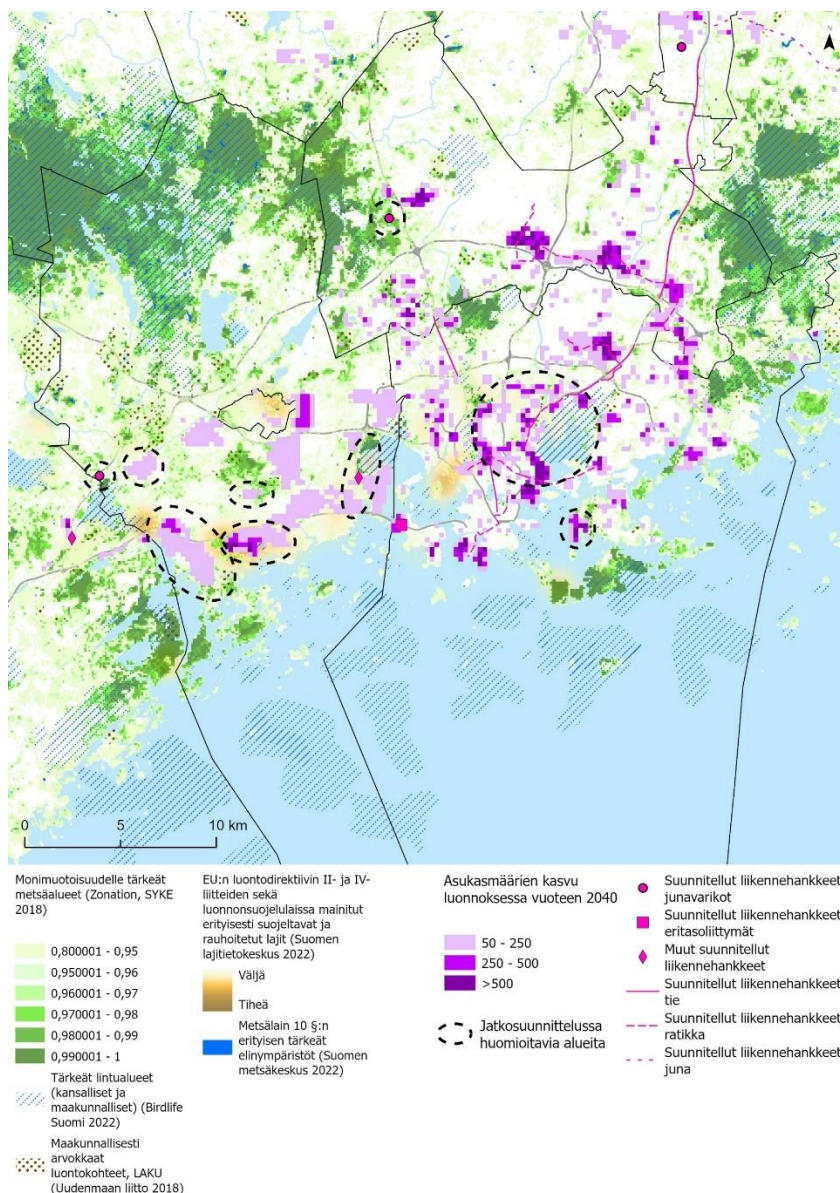 0 5 10 km
Monimuotoisuudelle tärkeät
metsäalueet (Zonation, SYKE
2018)
0,800001 - 0,95
0,950001 - 0,96
0,960001 - 0,97
0,970001 - 0,98
0,980001 - 0,99
0,990001 - 1
Tärkeät lintualueet
(kansalliset ja
maakunnalliset) (Birdlife
Suomi 2022)
Maakunnallisesti
arvokkaat
luontokohteet, LAKU
(Uudenmaan liitto 2018)
EU:n luontodirektiivin II- ja IV-
liitteiden sekä
luonnonsuojelulaissa mainitut
erityisesti suojeltavat ja
rauhoitetut lajit (Suomen
lajitietokeskus 2022)
Väljä
Tiheä
Metsälain 10 §:n
erityisen tärkeät
elinympäristöt (Suomen
metsäkeskus 2022)
Asukasmäärien kasvu
luonnoksessa vuoteen 2040
50 - 250
250 - 500
>500
Jatkosuunnittelussa
huomioitavia alueita
Suunnitellut liikennehankkeet
junavarikot
Suunnitellut liikennehankkeet
eritasoliittymät
Muut suunnitellut
liikennehankkeet
Suunnitellut liikennehankkeet
tie
Suunnitellut liikennehankkeet
ratikka
Suunnitellut liikennehankkeet
juna